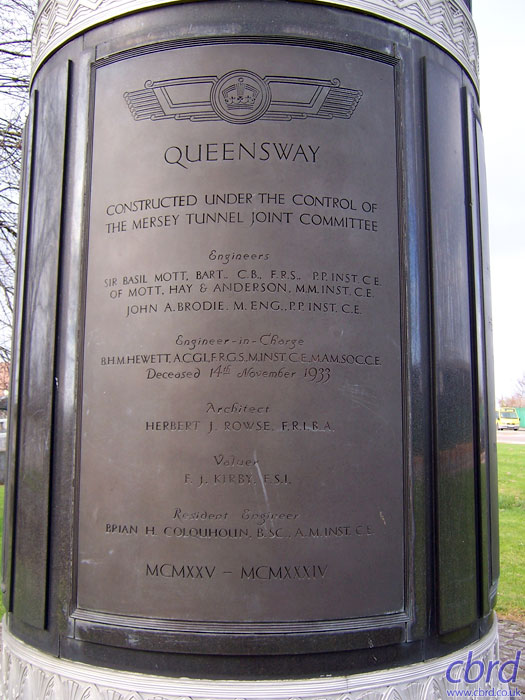 QUEENSWAY
CONSTRUCTED UNDER THE CONTROL OF
THE MERSEY TUNNEL JOINT COMMITTEE
Engineers
SIR BASIL MOTT, BART., C.B., F.R.S., P.P. INST. C.E.
OF MOTT, HAY & ANDERSON, M.M. INST. C.E.
JOHN A. BRODIE, M. ENG., P.P. INST. C.E.
Engineer-in-Charge
B.H.M. HEWETT, A.C.G.I., F.R.G.S., M.INST.C.E., M.AM.SOC.C.E.
Deceased 14th November 1933
Architect
HERBERT J. ROWSE, F.R.I.B.A.
Valuer
F. J. KIRBY, F.S.I.
Resident Engineer
BRIAN H. COLQUHOUN, B.SC., A.M. INST. C.E.
MCMXXV – MCMXXXIV
cbrd
www.cbrd.co.uk